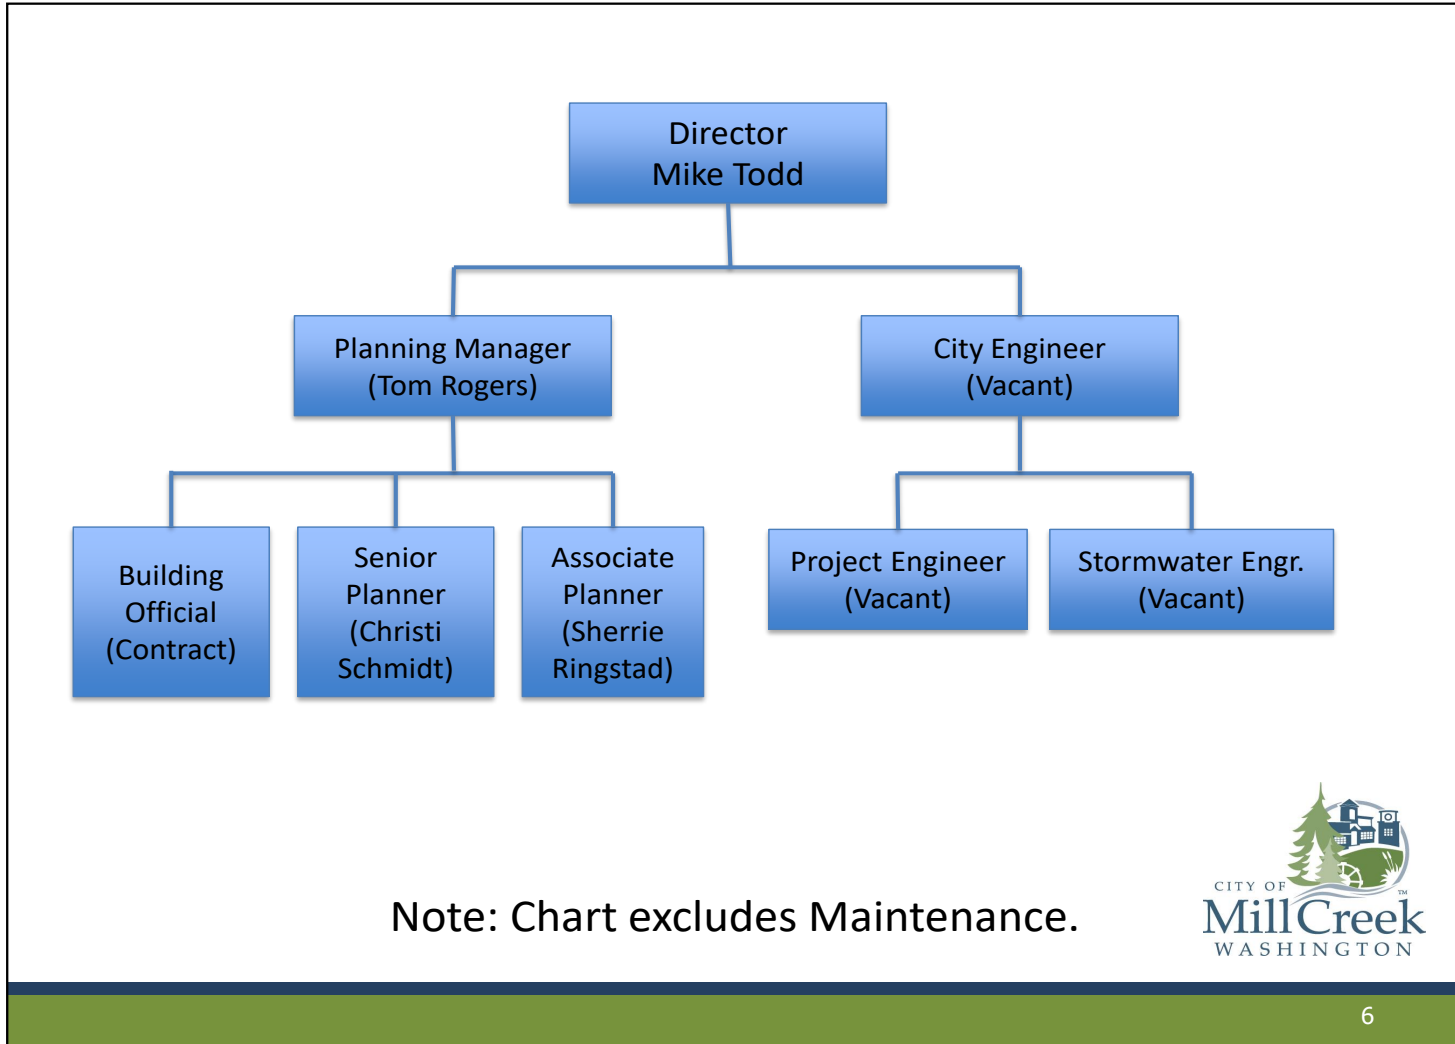 Director
Mike Todd
Planning Manager
(Tom Rogers)
City Engineer
(Vacant)
Building
Official
(Contract)
Senior
Planner
(Christi
Schmidt)
Associate
Planner
(Sherrie
Ringstad)
Project Engineer
(Vacant)
Stormwater Engr.
(Vacant)
Note: Chart excludes Maintenance.
CITY OF
Mill Creek
WASHINGTON
TM
6